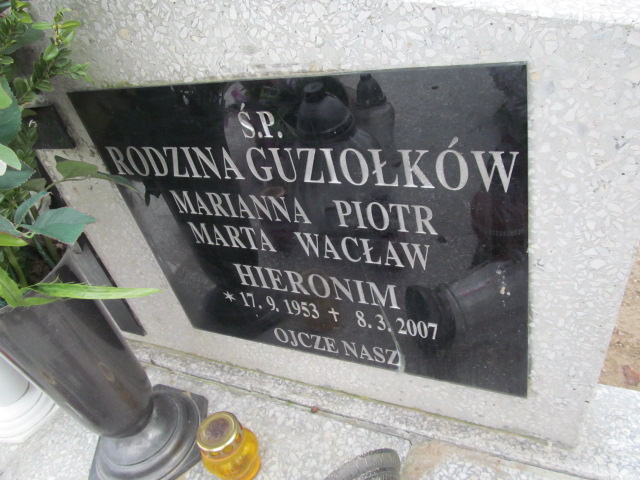 Ś.P.
RODZINA GUZIOŁKÓW
MARIANNA PIOTR
MARTA WACŁAW
HIERONIM
* 17. 9. 1953 † 8. 3. 2007
OJCZE NASZ